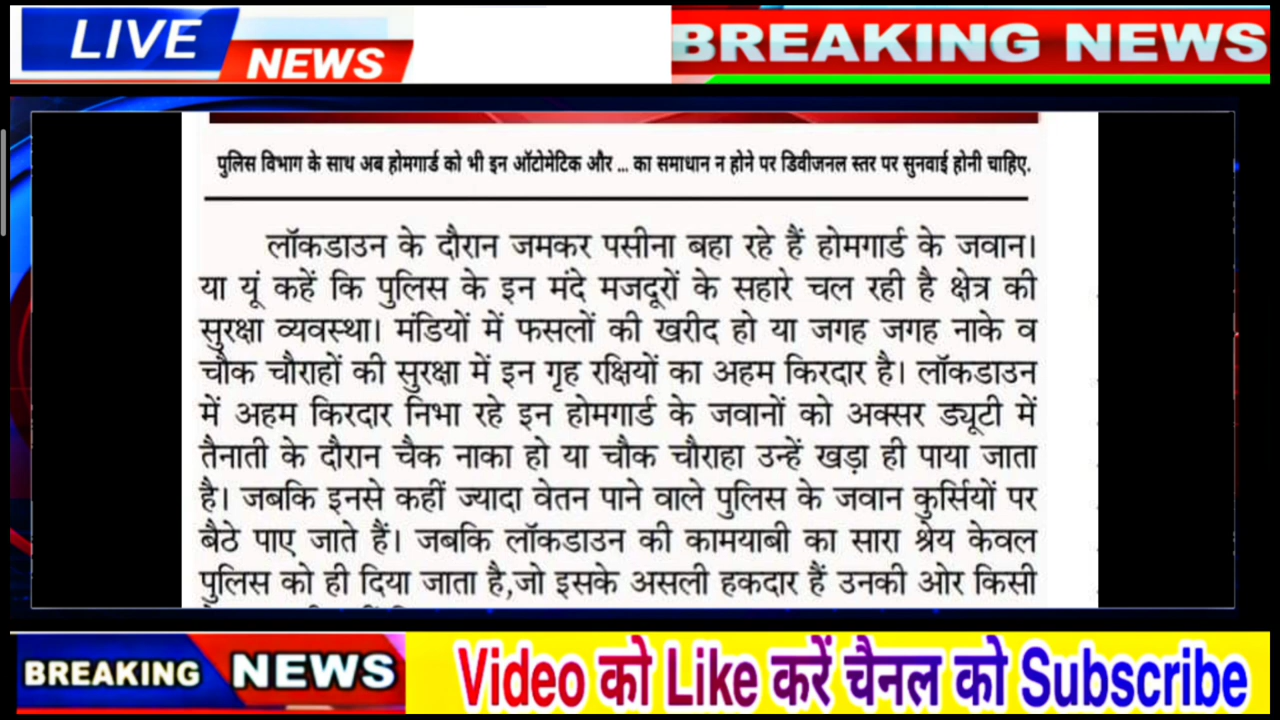 LIVE
NEWS
BREAKING NEWS
पुलिस विभाग के साथ अब होमगार्ड को भी इन ऑटोमेटिक और ... का समाधान न होने पर डिवीजनल स्तर पर सुनवाई होनी चाहिए.
लॉकडाउन के दौरान जमकर पसीना बहा रहे हैं होमगार्ड के जवान।
या यूं कहें कि पुलिस के इन मंदे मजदूरों के सहारे चल रही है क्षेत्र की
सुरक्षा व्यवस्था। मंडियों में फसलों की खरीद हो या जगह जगह नाके व
चौक चौराहों की सुरक्षा में इन गृह रक्षियों का अहम किरदार है। लॉकडाउन
में अहम किरदार निभा रहे इन होमगार्ड के जवानों को अक्सर ड्यूटी में
तैनाती के दौरान चैक नाका हो या चौक चौराहा उन्हें खड़ा ही पाया जाता
है। जबकि इनसे कहीं ज्यादा वेतन पाने वाले पुलिस के जवान कुर्सियों पर
बैठे पाए जाते हैं। जबकि लॉकडाउन की कामयाबी का सारा श्रेय केवल
पुलिस को ही दिया जाता है,जो इसके असली हकदार हैं उनकी ओर किसी
BREAKING NEWS
Video को Like करें चैनल को Subscribe